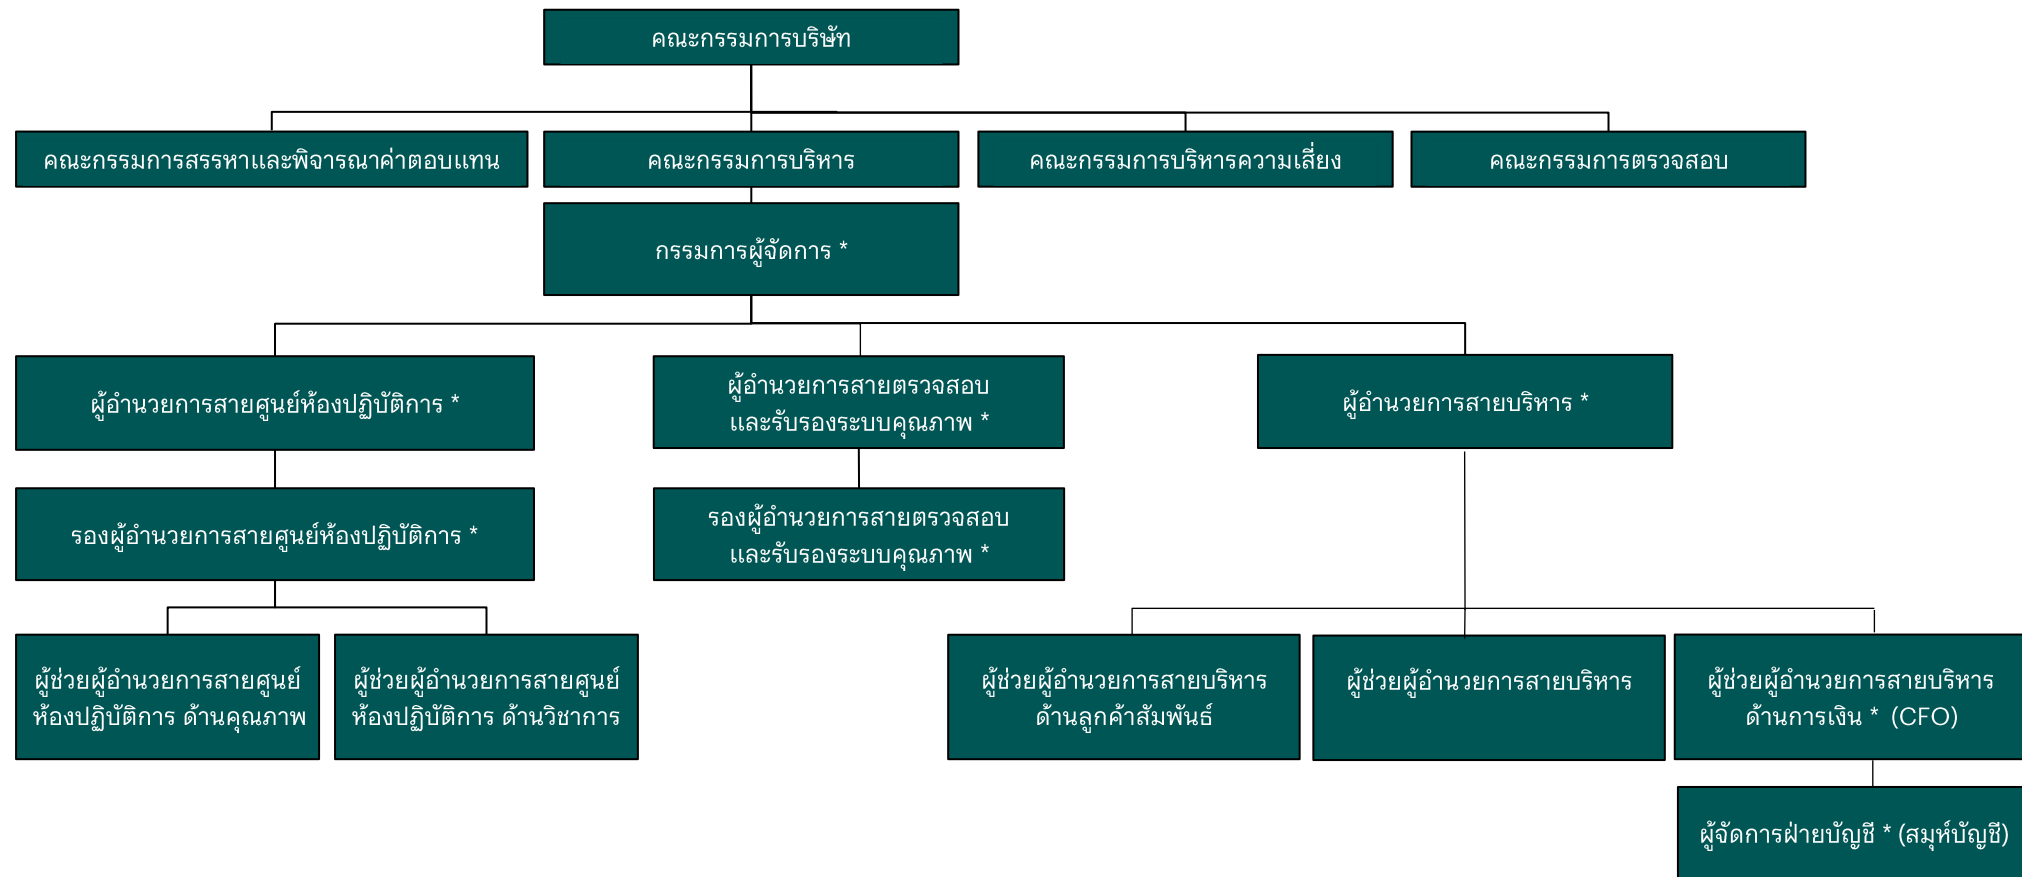 คณะกรรมการบริษัท
คณะกรรมการสรรหาและพิจารณาค่าตอบแทน
คณะกรรมการบริหาร
คณะกรรมการบริหารความเสี่ยง
คณะกรรมการตรวจสอบ
กรรมการผู้จัดการ *
ผู้อำนวยการสายศูนย์ห้องปฏิบัติการ *
ผู้อำนวยการสายตรวจสอบ
และรับรองระบบคุณภาพ *
ผู้อำนวยการสายบริหาร *
รองผู้อำนวยการสายศูนย์ห้องปฏิบัติการ *
รองผู้อำนวยการสายตรวจสอบ
และรับรองระบบคุณภาพ *
ผู้ช่วยผู้อำนวยการสายศูนย์
ห้องปฏิบัติการ ด้านคุณภาพ
ผู้ช่วยผู้อำนวยการสายศูนย์
ห้องปฏิบัติการ ด้านวิชาการ
ผู้ช่วยผู้อำนวยการสายบริหาร
ด้านลูกค้าสัมพันธ์
ผู้ช่วยผู้อำนวยการสายบริหาร
ผู้ช่วยผู้อำนวยการสายบริหาร
ด้านการเงิน * (CFO)
ผู้จัดการฝ่ายบัญชี * (สมุห์บัญชี)